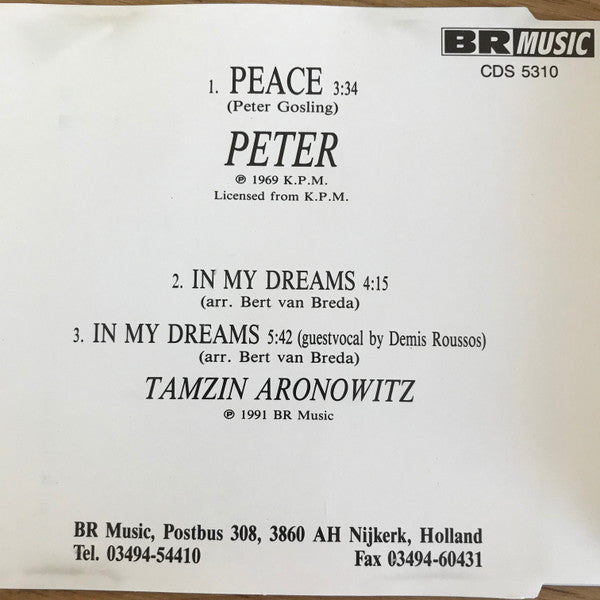 BR MUSIC
CDS 5310
1. PEACE 3:34
(Peter Gosling)
PETER
℗ 1969 K.P.M.
Licensed from K.P.M.
2. IN MY DREAMS 4:15
(arr. Bert van Breda)
3. IN MY DREAMS 5:42 (guestvocal by Demis Roussos)
(arr. Bert van Breda)
TAMZIN ARONOWITZ
℗ 1991 BR Music
BR Music, Postbus 308, 3860 AH Nijkerk, Holland
Tel. 03494-54410 Fax 03494-60431